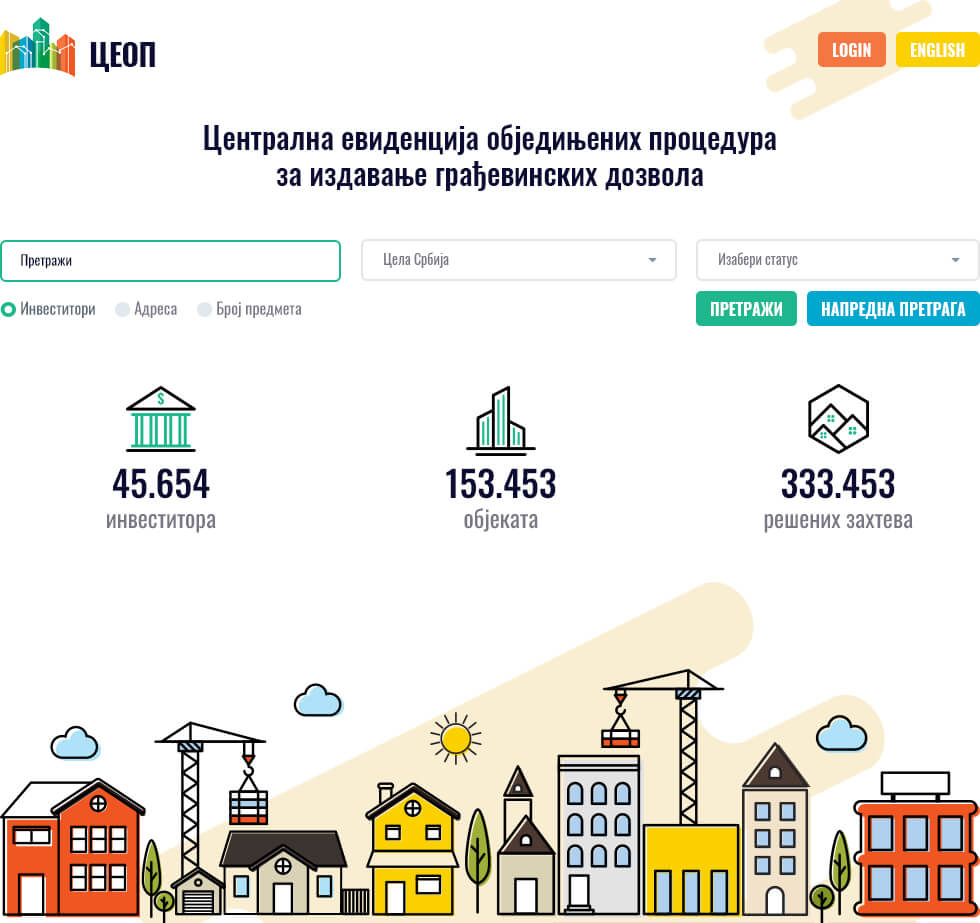 ЦЕОП
LOGIN
ENGLISH
Централна евиденција обједињених процедура
за издавање грађевинских дозвола
Претражи
Цела Србија
Изабери статус
Инвеститори
Адреса
Број предмета
ПРЕТРАЖИ
НАПРЕДНА ПРЕТРАГА
$
45.654
инвеститора
153.453
објеката
333.453
решених захтева